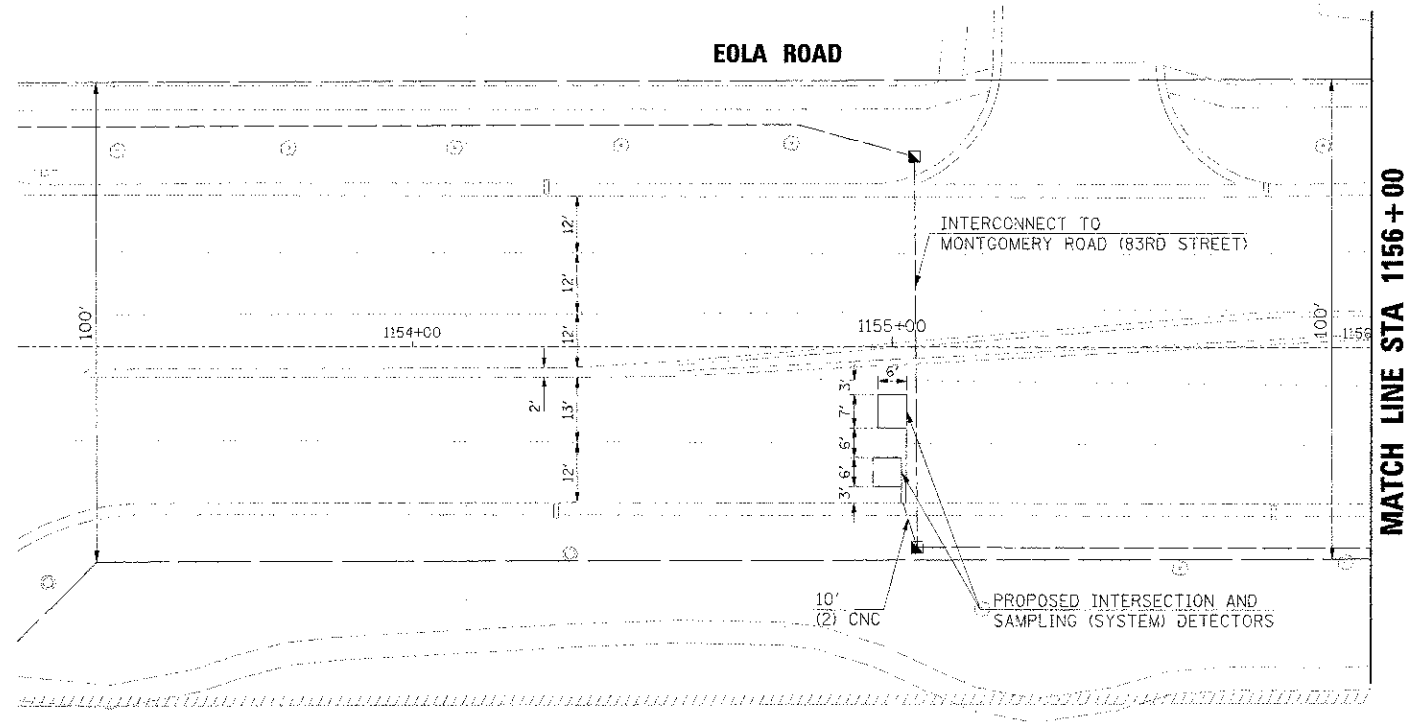 EOLA ROAD
INTERCONNECT TO
MONTGOMERY ROAD (83RD STREET)
MATCH LINE STA 1156+00
100'
12'
12'
12'
2'
13'
12'
1154+00
1155+00
100'
6'
3'
7'
6'
6'
3'
10'
(2) CNC
PROPOSED INTERSECTION AND
SAMPLING (SYSTEM) DETECTORS